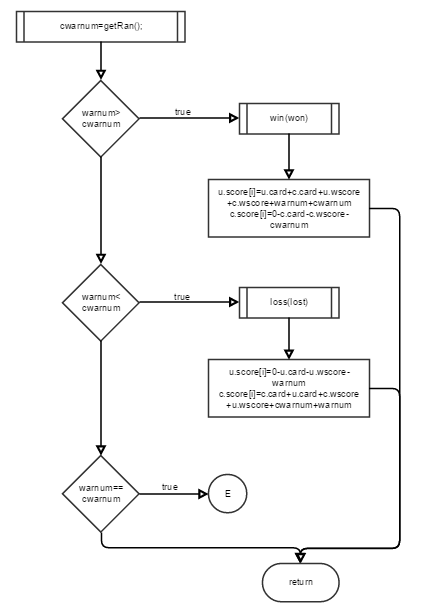 cwarnum=getRan();
warnum>
cwarnum
true
win(won)
u.score[i]=u.card+c.card+u.wscore
+c.wscore+warnum+cwarnum
c.score[i]=0-c.card-c.wscore-
cwarnum
warnum<
cwarnum
true
loss(lost)
u.score[i]=0-u.card-u.wscore-
warnum
c.score[i]=c.card+u.card+c.wscore
+u.wscore+cwarnum+warnum
warnum==
cwarnum
true
E
return